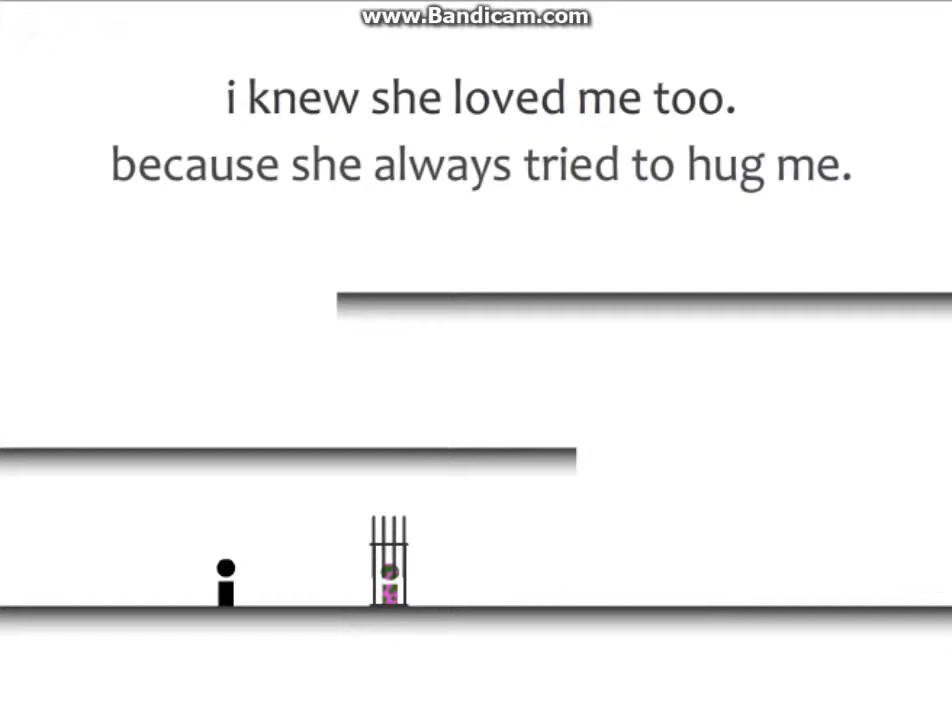 www.Bandicam.com
i knew she loved me too.
because she always tried to hug me.